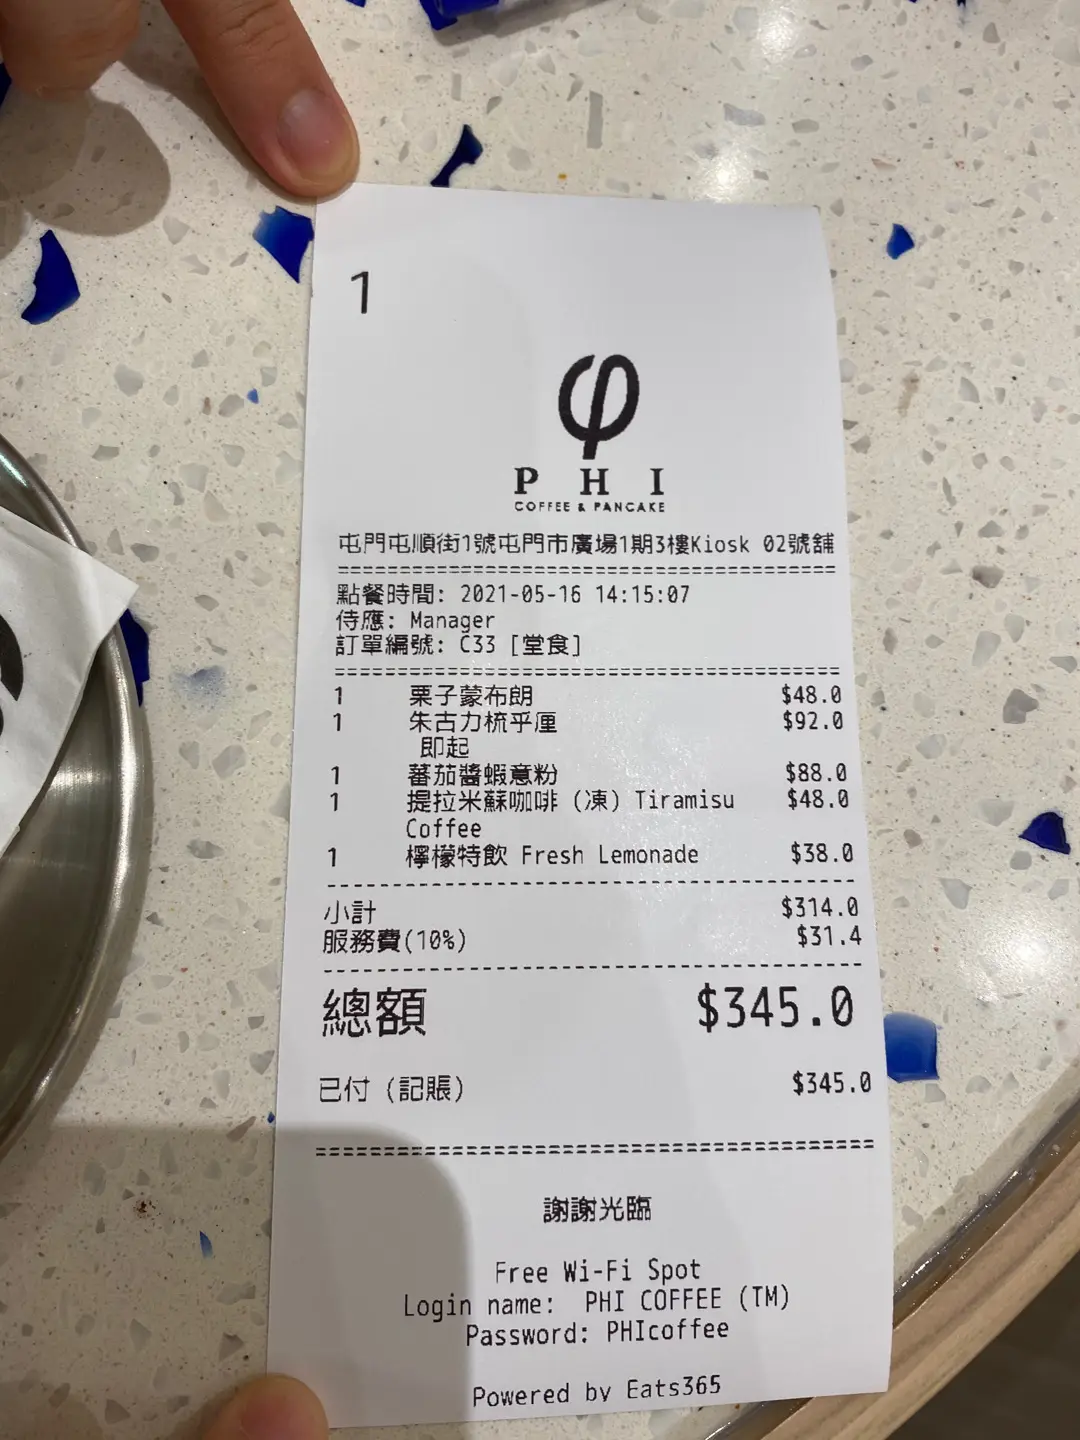 1
PHI
COFFEE & PANCAKE
屯門屯順街1號屯門市廣場1期3樓Kiosk 02號舖
點餐時間: 2021-05-16 14:15:07
侍應: Manager
訂單編號: C33 [堂食]
1 栗子蒙布朗 $48.0
1 朱古力梳乎厘 $92.0
即起
1 蕃茄醬蝦意粉 $88.0
1 提拉米蘇咖啡 (凍) Tiramisu $48.0
Coffee
1 檸檬特飲 Fresh Lemonade $38.0
小計 $314.0
服務費(10%) $31.4
總額 $345.0
已付 (記賬) $345.0
謝謝光臨
Free Wi-Fi Spot
Login name: PHI COFFEE (TM)
Password: PHIcoffee
Powered by Eats365